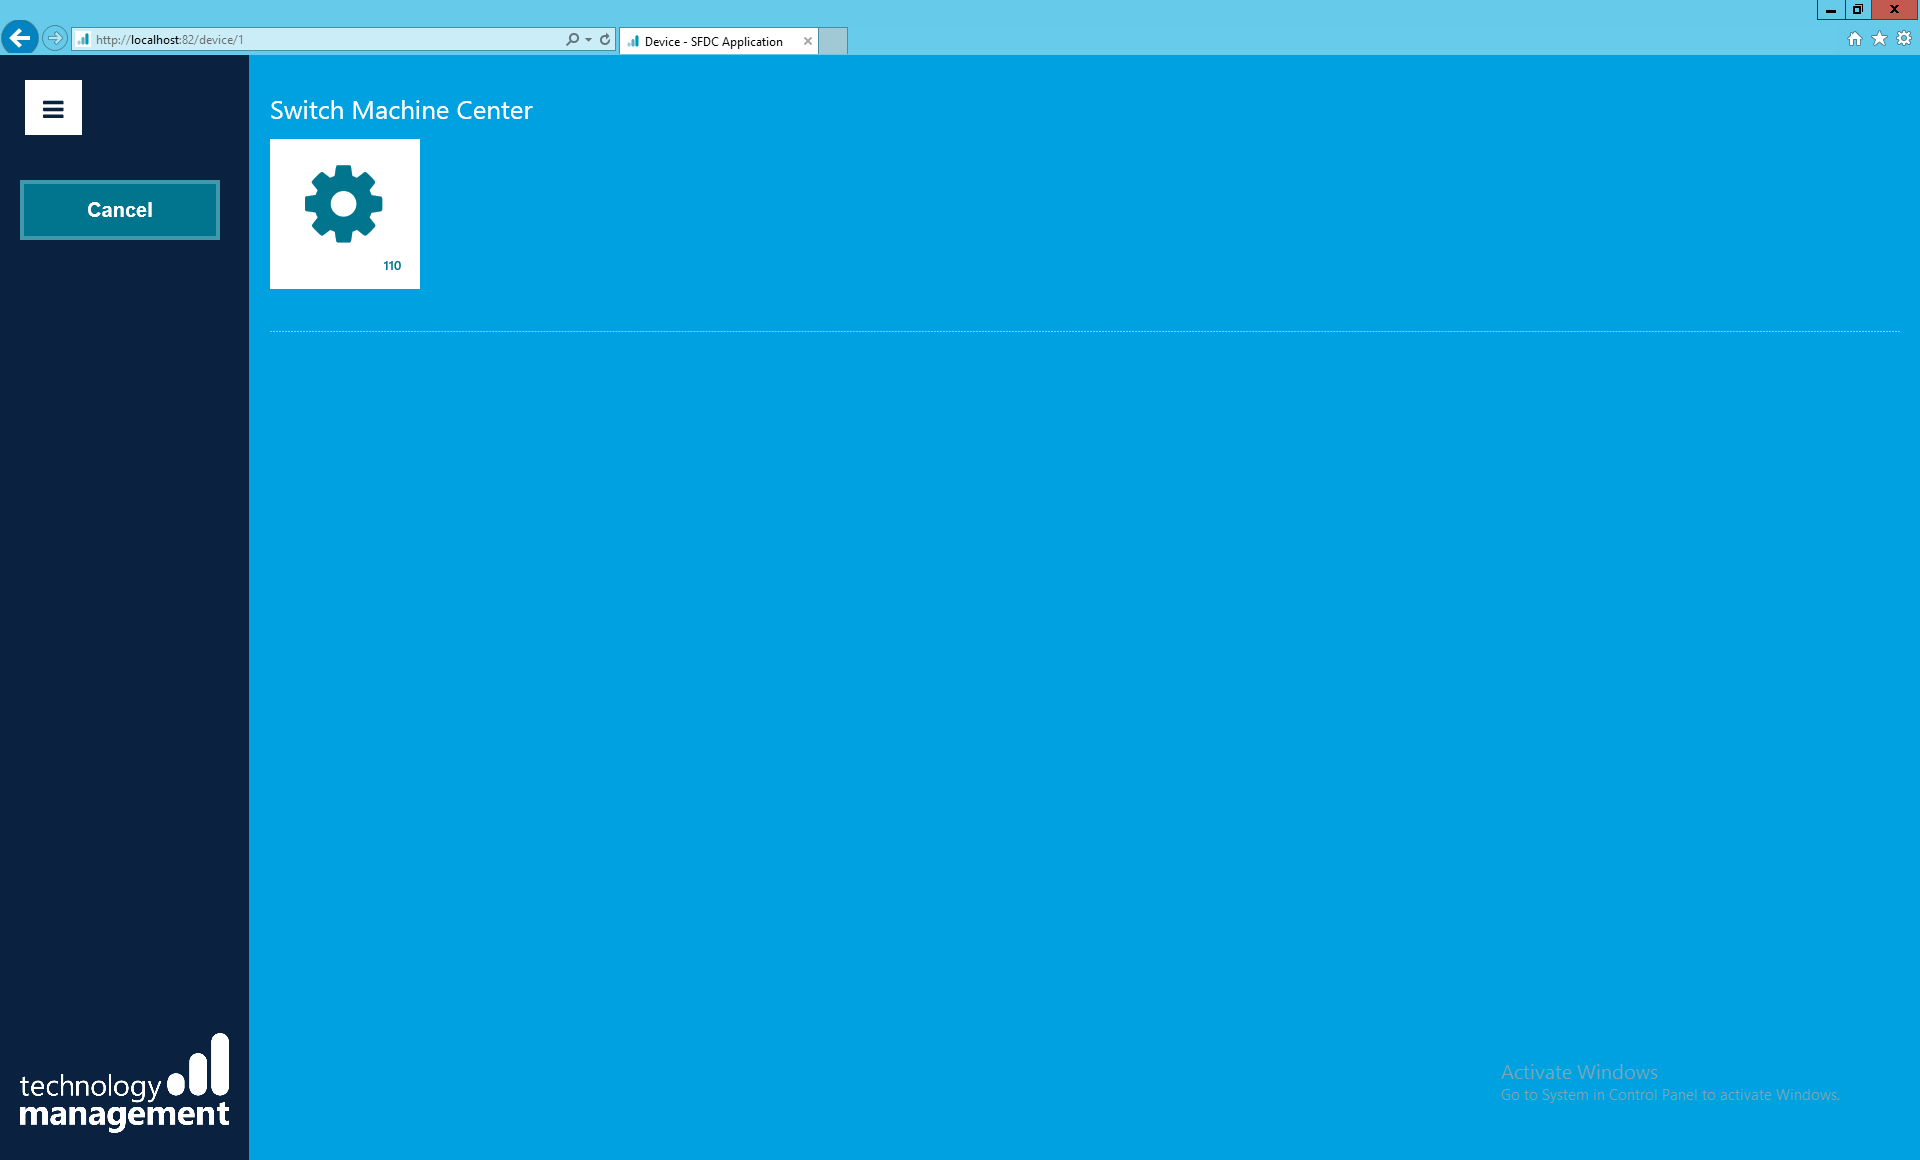 http://localhost:82/device/1
Device - SFDC Application
Switch Machine Center
Cancel
110
technology
management
Activate Windows
Go to System in Control Panel to activate Windows.